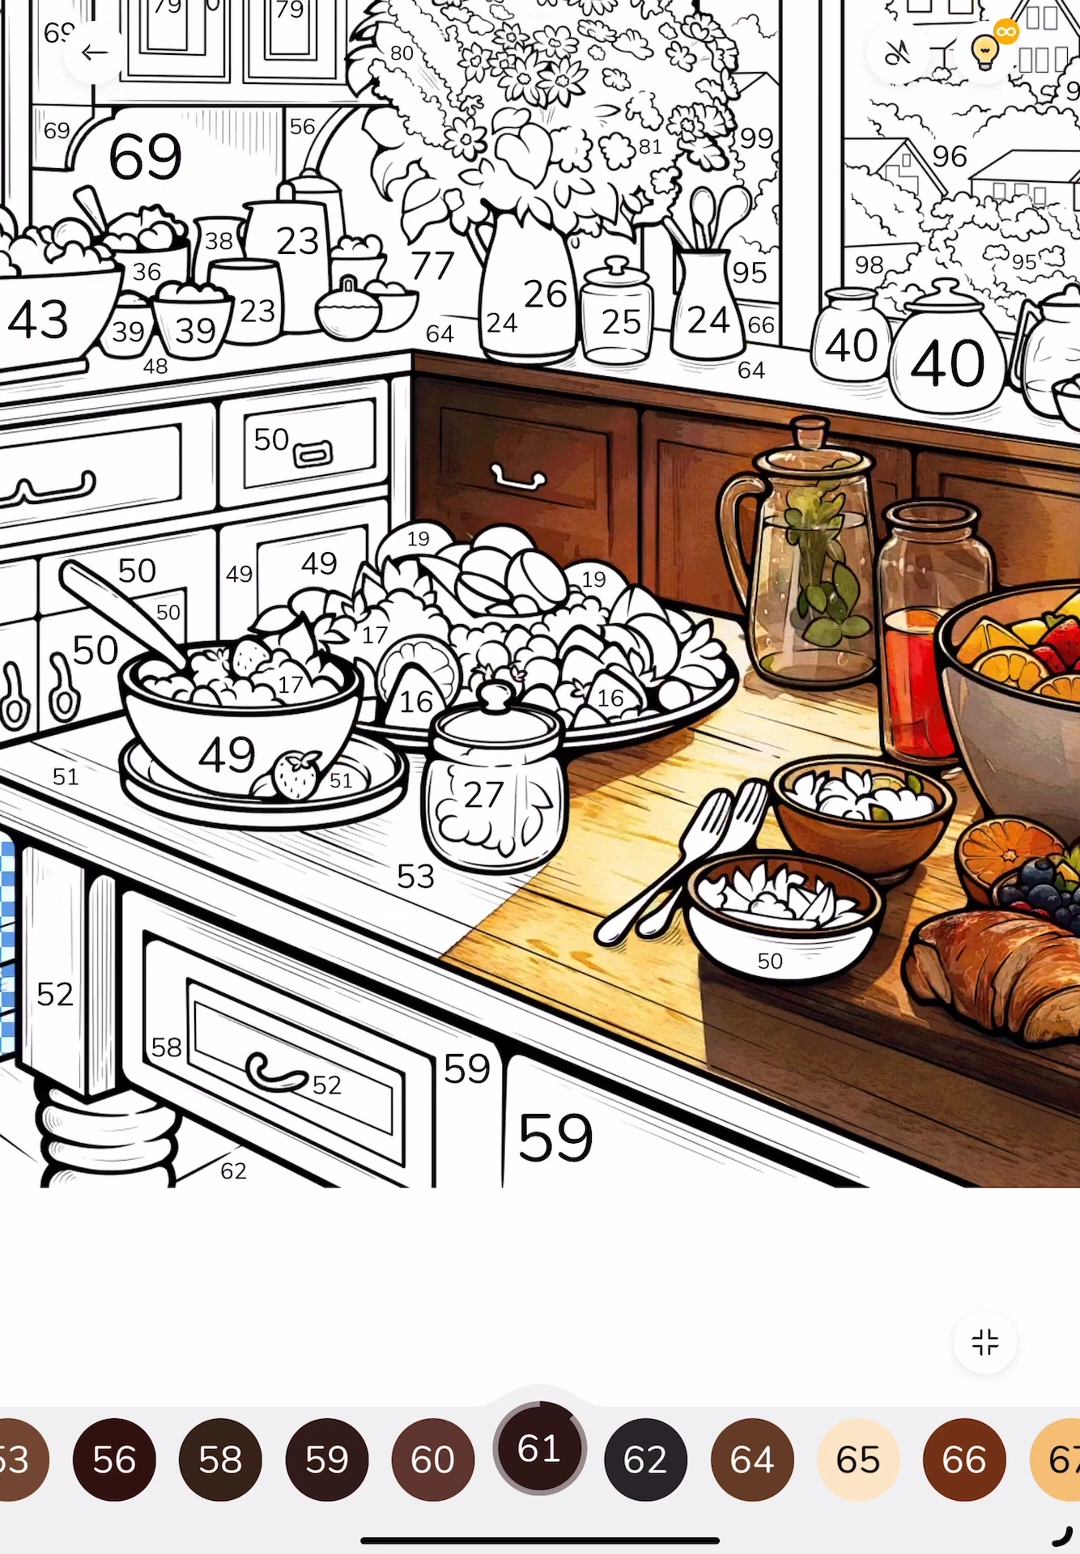 79 0 79
69
80
69 69 56 81 99 96
38 23 36 77 26 95 98 95
43 39 39 23 24 25 24 66 40 40
64
48 64
50
19
50 49 49 19
50 17
50 17 16 16
49
51 51 27
53
50
52
58 52 59
59
62
53 56 58 59 60 61 62 64 65 66 67